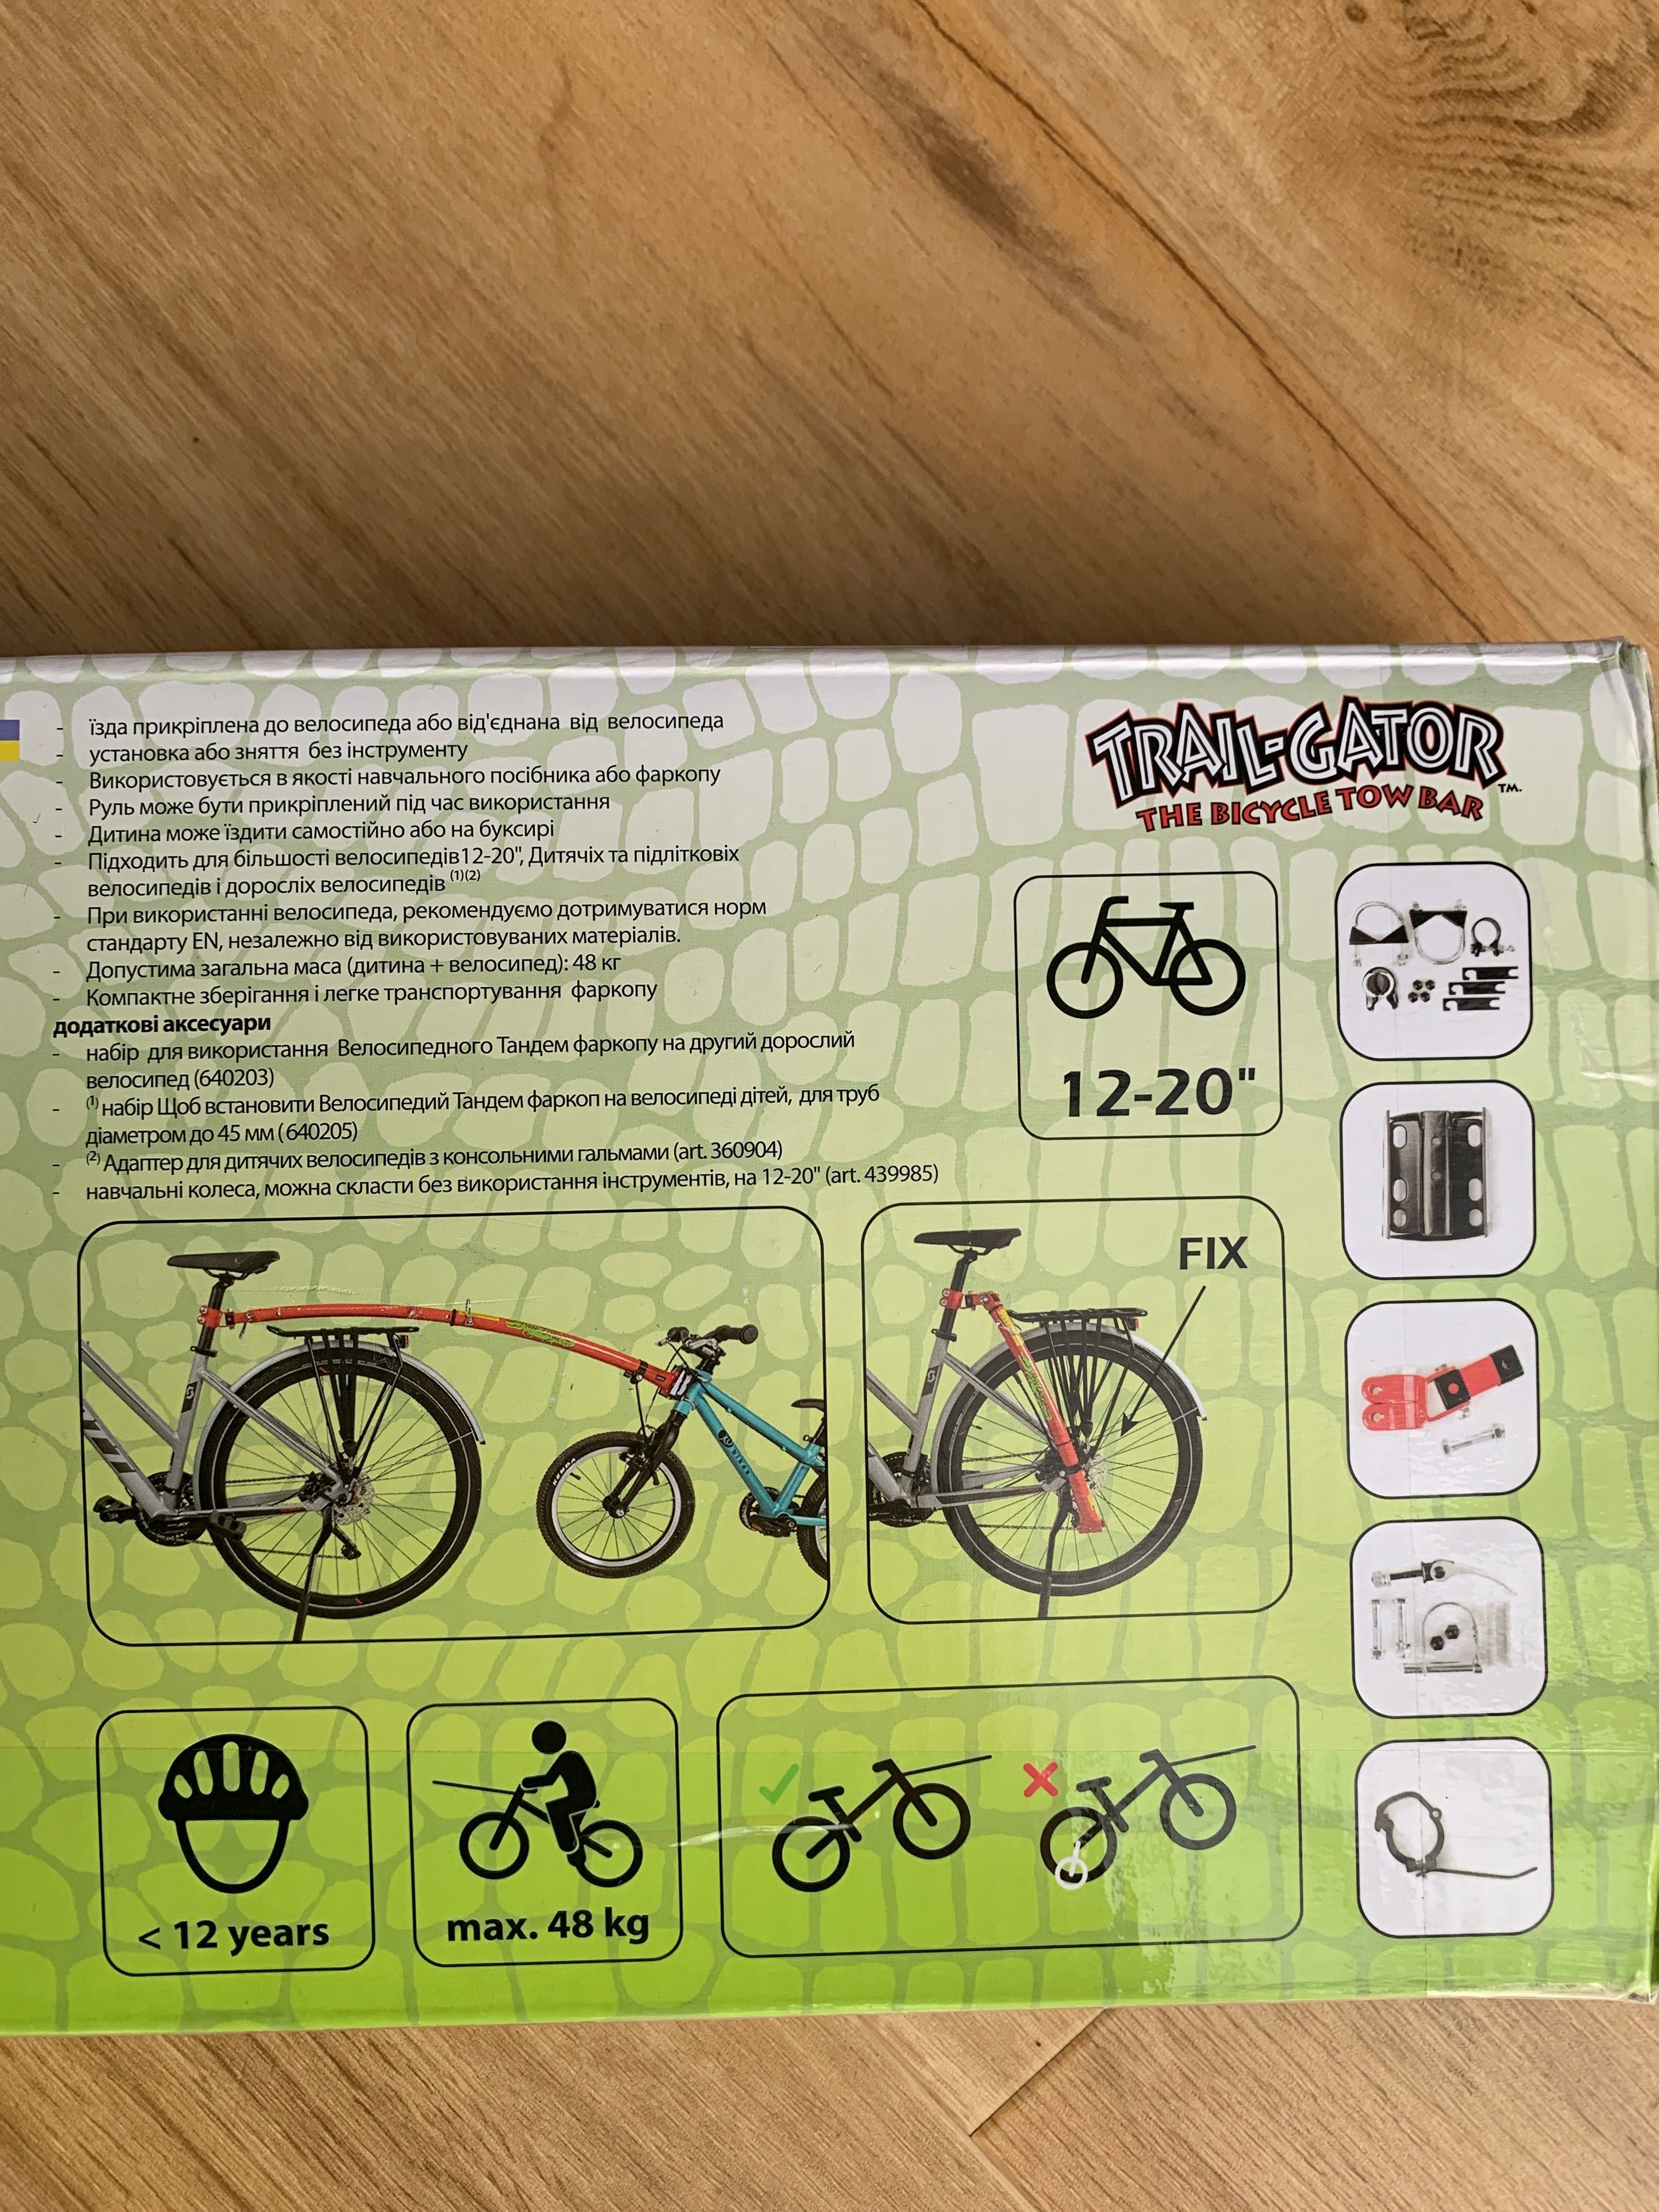 - їзда прикріплена до велосипеда або від'єднана від велосипеда
- установка або зняття без інструменту
- Використовується в якості навчального посібника або фаркопу
- Руль може бути прикріплений під час використання
- Дитина може їздити самостійно або на буксирі
- Підходить для більшості велосипедів12-20", Дитячіх та підліткових
велосипедів і дорослих велосипедів (1)(2)
- При використанні велосипеда, рекомендуємо дотримуватися норм
стандарту EN, незалежно від використовуваних матеріалів.
- Допустима загальна маса (дитина + велосипед): 48 кг
- Компактне зберігання і легке транспортування фаркопу
додаткові аксесуари
- набір для використання Велосипедного Тандем фаркопу на другий дорослий
велосипед (640203)
- (1) набір Щоб встановити Велосипедий Тандем фаркоп на велосипеді дітей, для труб
діаметром до 45 мм ( 640205)
- (2) Адаптер для дитячих велосипедів з консольними гальмами (art. 360904)
- навчальні колеса, можна скласти без використання інструментів, на 12-20" (art. 439985)
TRAIL-GATOR TM.
THE BICYCLE TOW BAR
12-20"
FIX
BIKES
< 12 years
max. 48 kg